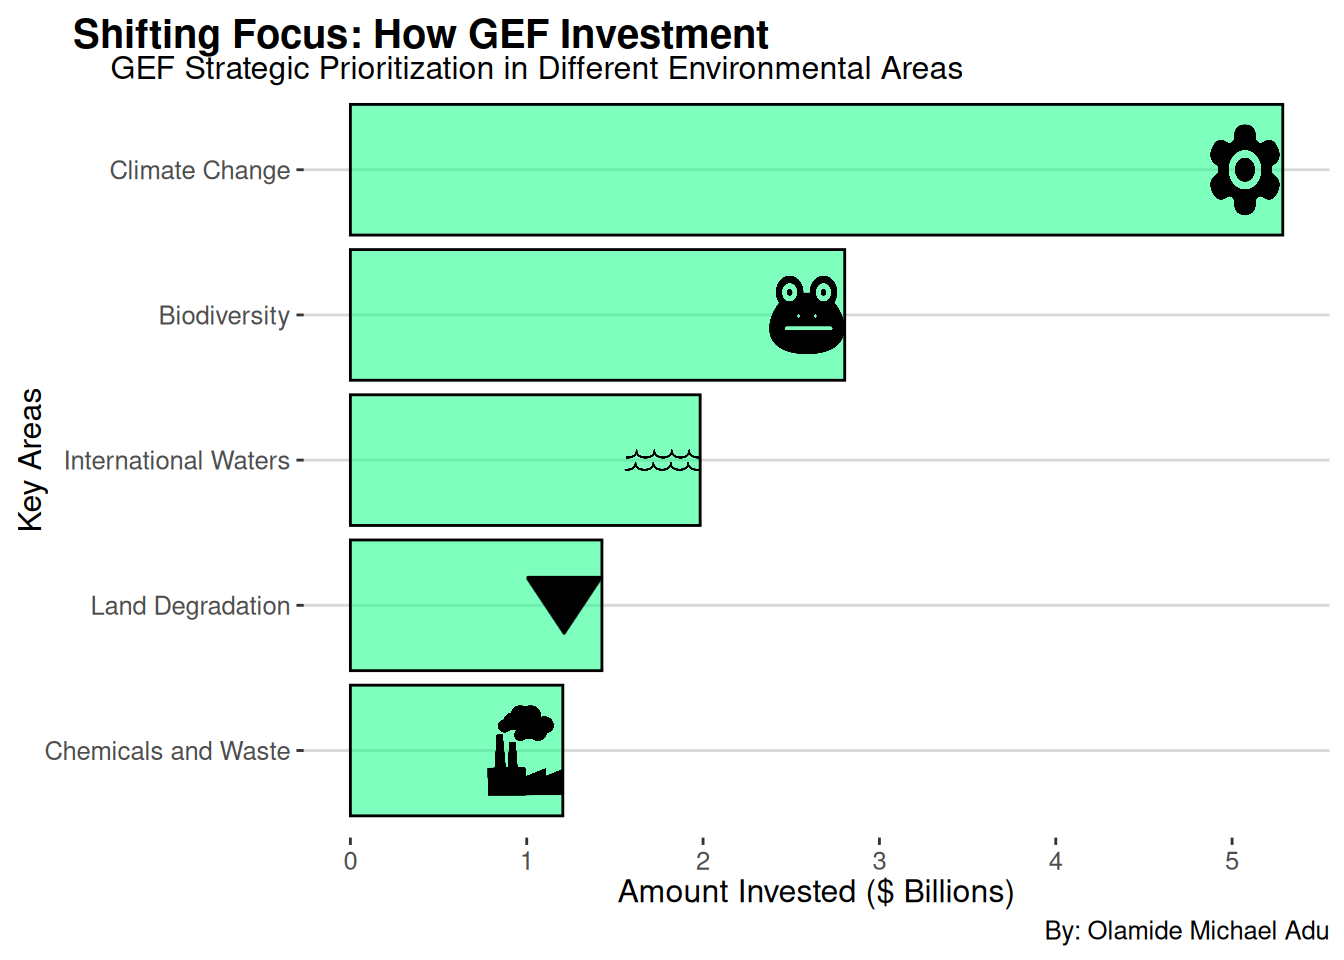 Shifting Focus: How GEF Investment
GEF Strategic Prioritization in Different Environmental Areas
Climate Change
Biodiversity
International Waters
Land Degradation
Chemicals and Waste
Key Areas
0 1 2 3 4 5
Amount Invested ($ Billions)
By: Olamide Michael Adu